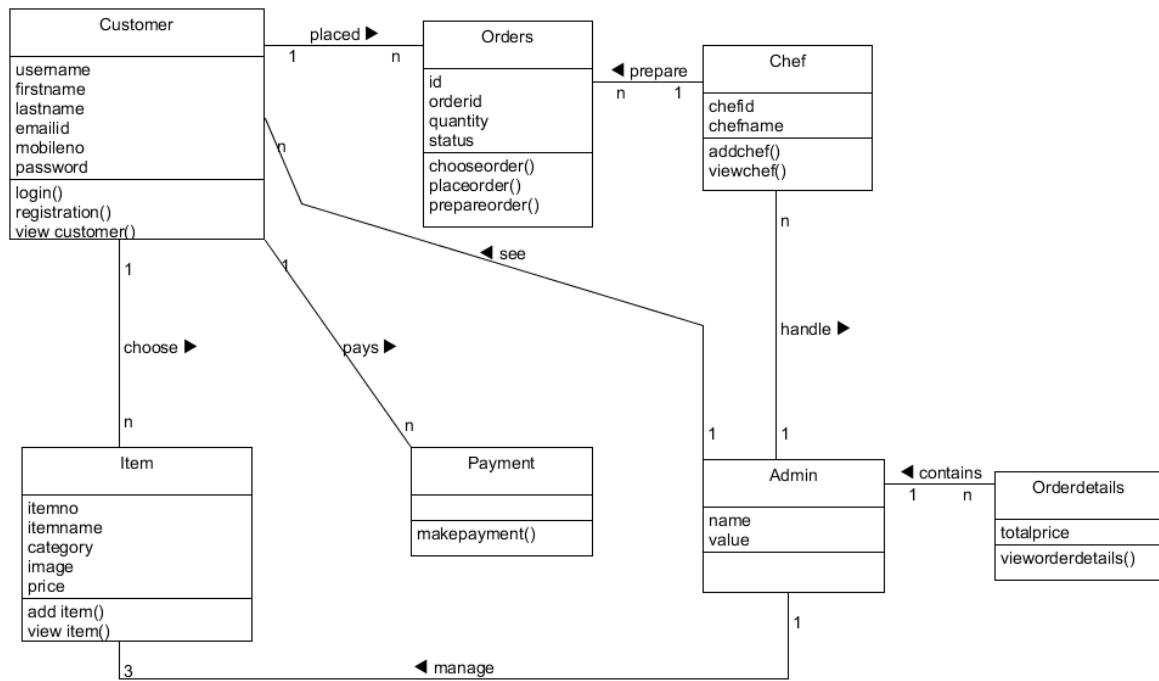 Customer
username
firstname
lastname
emailid
mobileno
password
login()
registration()
view customer()
placed ►
1
n
Orders
id
orderid
quantity
status
chooseorder()
placeorder()
prepareorder()
◄ prepare
n
1
Chef
chefid
chefname
addchef()
viewchef()
n
◄ see
1
1
n
choose ►
pays ►
handle ►
n
n
1
1
Item
itemno
itemname
category
image
price
add item()
view item()
Payment
makepayment()
Admin
name
value
◄ contains
1
n
Orderdetails
totalprice
vieworderdetails()
1
3
◄ manage